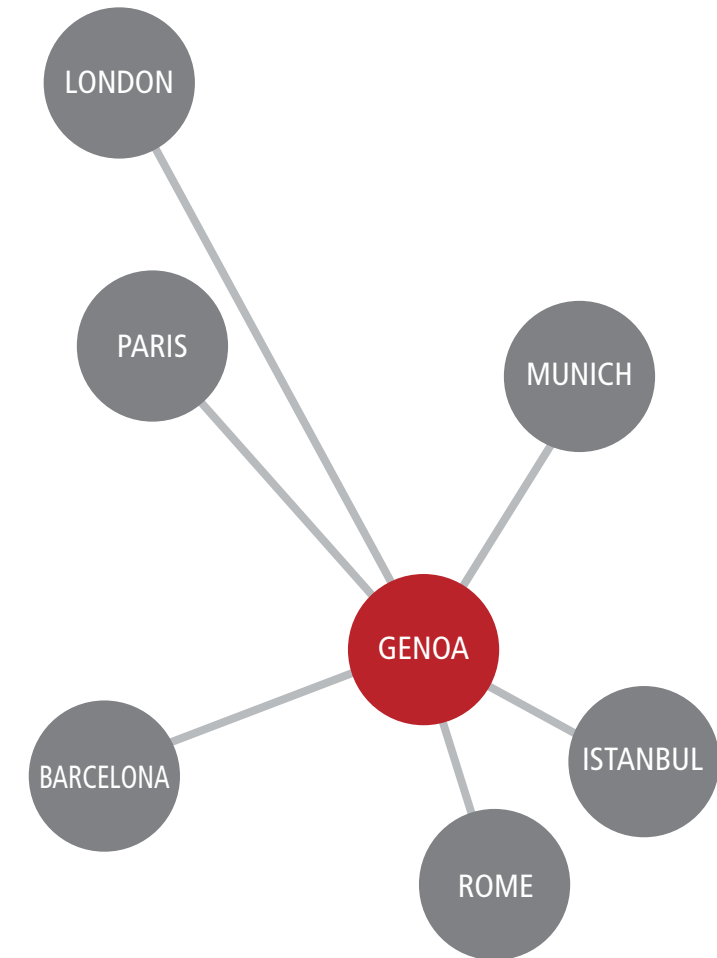 LONDON
PARIS
MUNICH
GENOA
ISTANBUL
BARCELONA
ROME